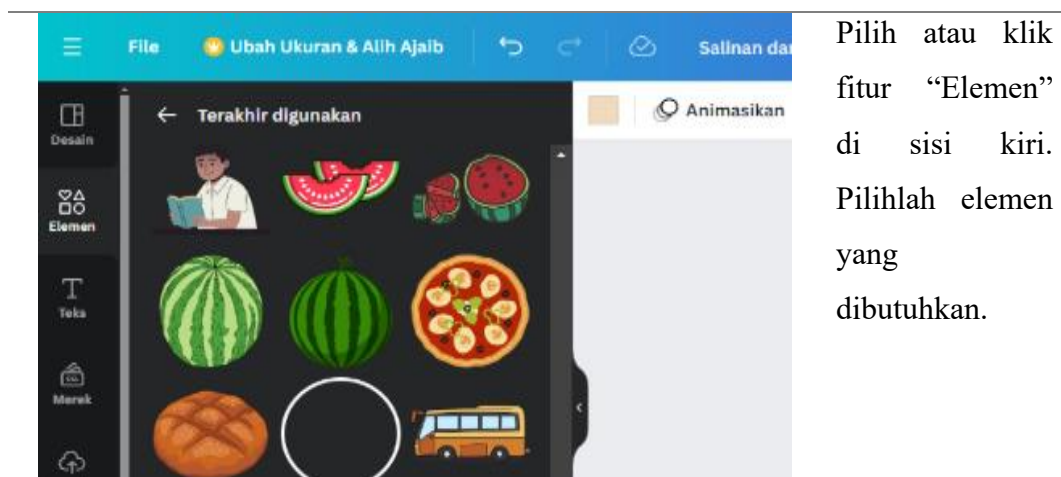 File
Ubah Ukuran & Alih Ajaib
Salinan dar
Desain
Elemen
Teks
Merek
Terakhir digunakan
Animasikan
Pilih atau klik
fitur “Elemen”
di sisi kiri.
Pilihlah elemen
yang
dibutuhkan.